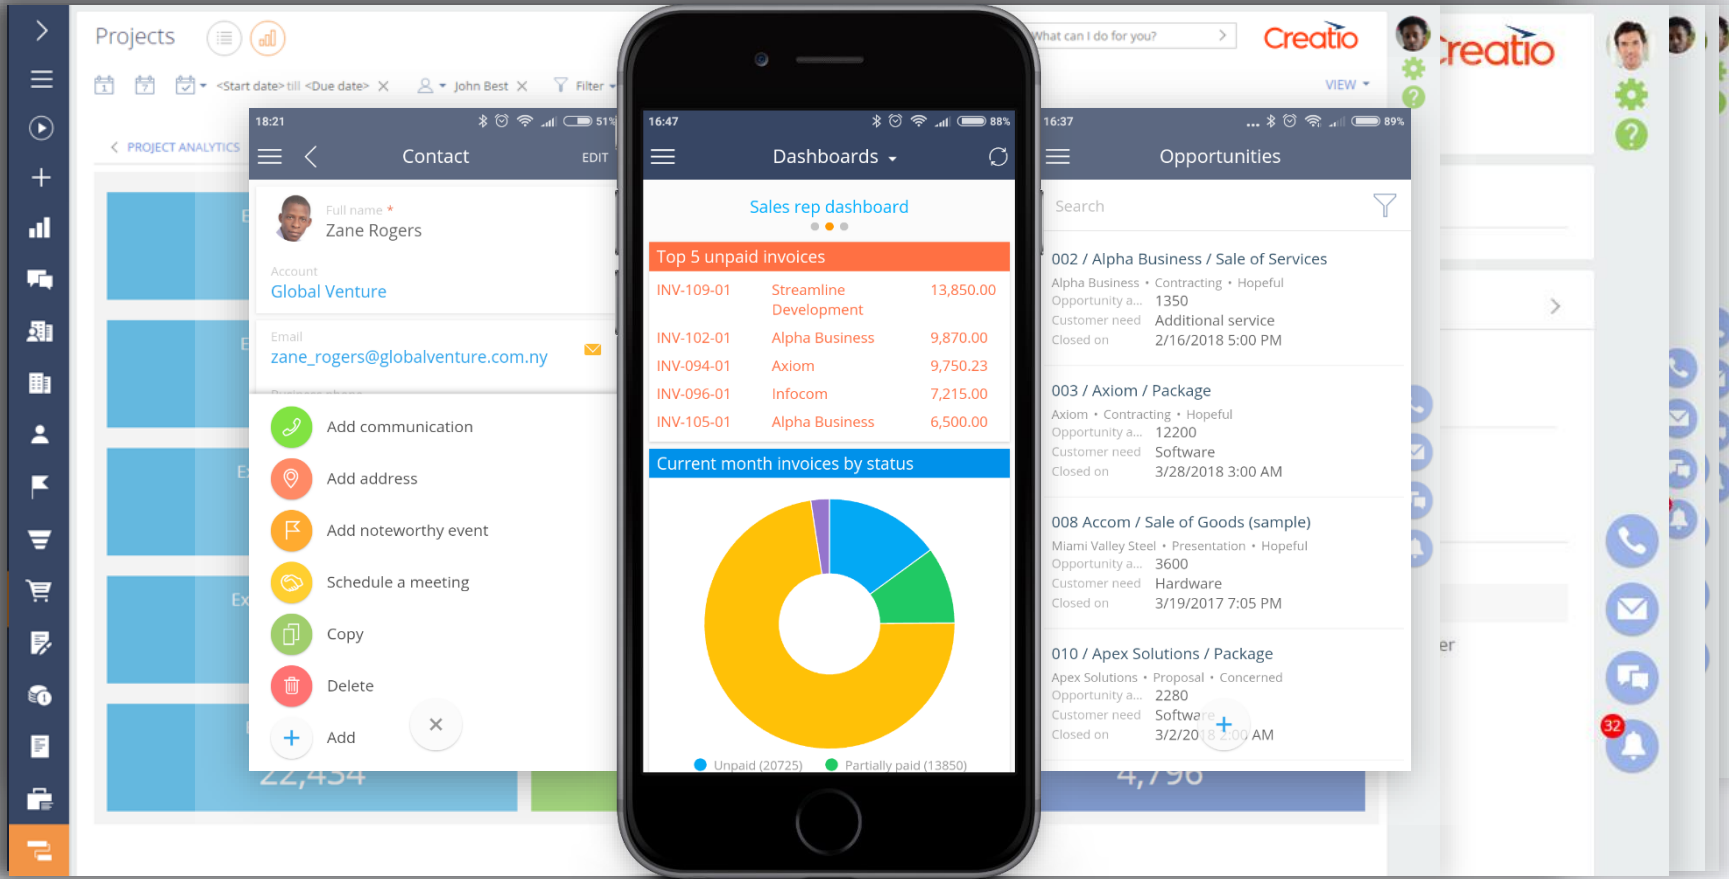 Projects
What can I do for you?
Creatio
Creatio
1
7
<Start date> till <Due date>
John Best
Filter
VIEW
PROJECT ANALYTICS
18:21
51%
Contact
EDIT
Full name *
Zane Rogers
Account
Global Venture
Email
zane_rogers@globalventure.com.ny
Add communication
Add address
Add noteworthy event
Schedule a meeting
Copy
Delete
Add
22,434
16:47
88%
Dashboards
Sales rep dashboard
Top 5 unpaid invoices
INV-109-01 Streamline 13,850.00
Development
INV-102-01 Alpha Business 9,870.00
INV-094-01 Axiom 9,750.23
INV-096-01 Infocom 7,215.00
INV-105-01 Alpha Business 6,500.00
Current month invoices by status
Unpaid (20725) Partially paid (13850)
16:37
89%
Opportunities
Search
002 / Alpha Business / Sale of Services
Alpha Business • Contracting • Hopeful
Opportunity a... 1350
Customer need Additional service
Closed on 2/16/2018 5:00 PM
003 / Axiom / Package
Axiom • Contracting • Hopeful
Opportunity a... 12200
Customer need Software
Closed on 3/28/2018 3:00 AM
008 Accom / Sale of Goods (sample)
Miami Valley Steel • Presentation • Hopeful
Opportunity a... 3600
Customer need Hardware
Closed on 3/19/2017 7:05 PM
010 / Apex Solutions / Package
Apex Solutions • Proposal • Concerned
Opportunity a... 2280
Customer need Software
Closed on 3/2/2018 2:00 AM
4,796
32